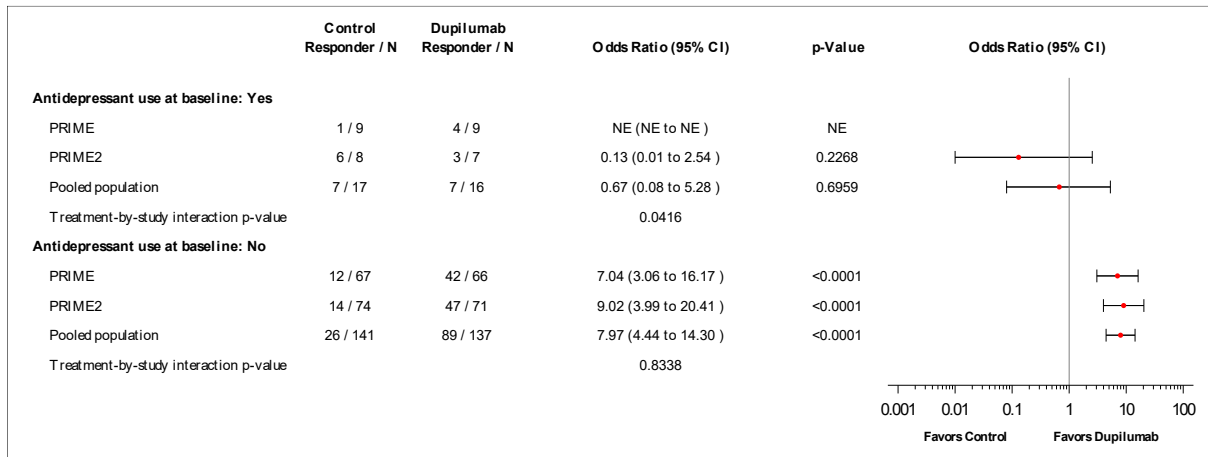 Control Dupilumab
Responder / N Responder / N Odds Ratio (95% CI) p-Value Odds Ratio (95% CI)
Antidepressant use at baseline: Yes
PRIME 1 / 9 4 / 9 NE (NE to NE ) NE
PRIME2 6 / 8 3 / 7 0.13 (0.01 to 2.54 ) 0.2268
Pooled population 7 / 17 7 / 16 0.67 (0.08 to 5.28 ) 0.6959
Treatment-by-study interaction p-value 0.0416
Antidepressant use at baseline: No
PRIME 12 / 67 42 / 66 7.04 (3.06 to 16.17 ) <0.0001
PRIME2 14 / 74 47 / 71 9.02 (3.99 to 20.41 ) <0.0001
Pooled population 26 / 141 89 / 137 7.97 (4.44 to 14.30 ) <0.0001
Treatment-by-study interaction p-value 0.8338
0.001 0.01 0.1 1 10 100
Favors Control Favors Dupilumab